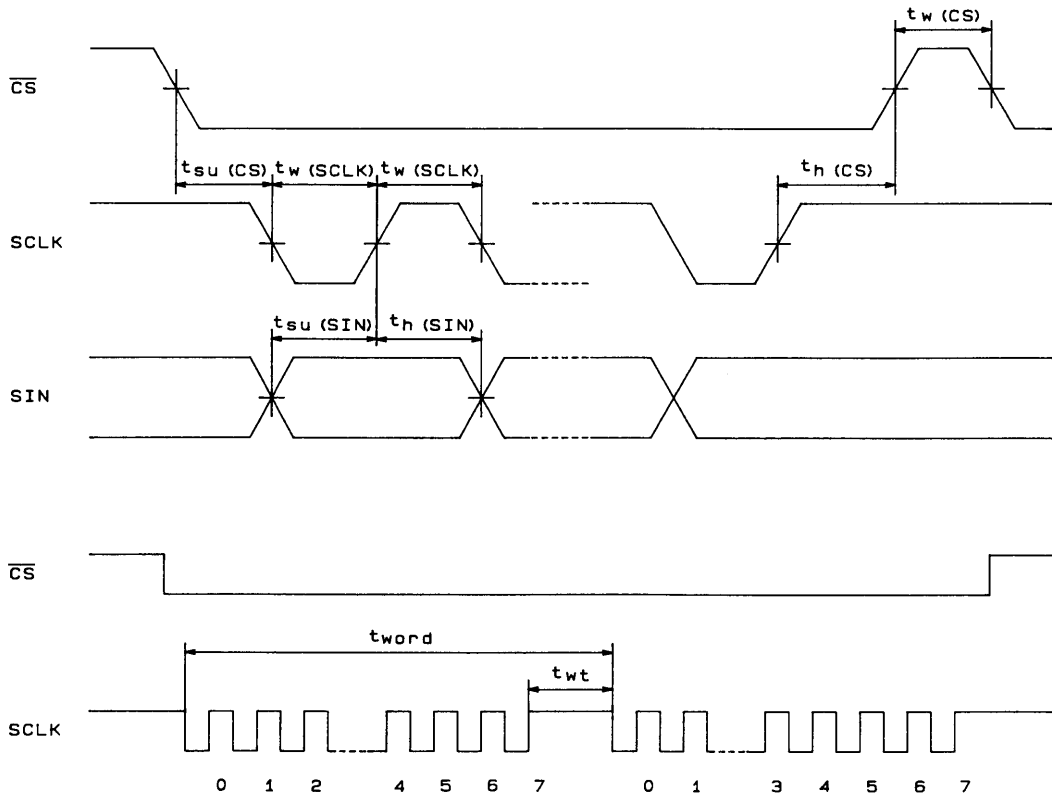 tw (CS)
CS
tsu (CS) tw (SCLK) tw (SCLK) th (CS)
SCLK
tsu (SIN) th (SIN)
SIN
CS
tword
twt
SCLK
0 1 2 4 5 6 7 0 1 3 4 5 6 7